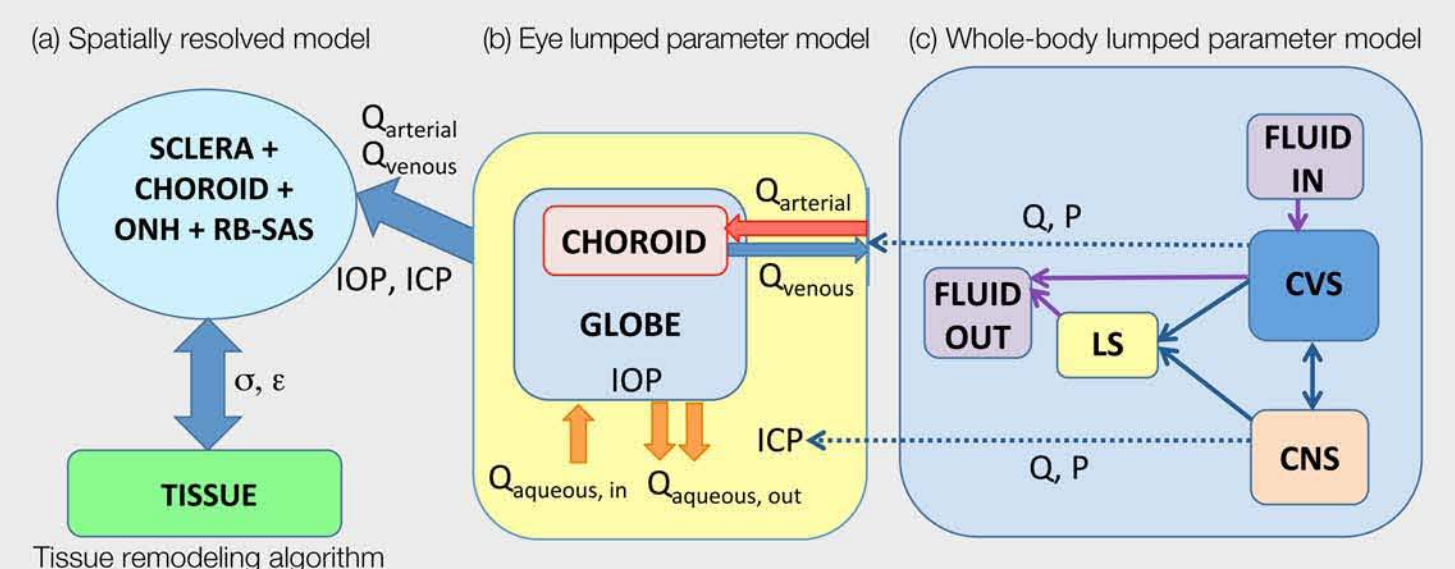 (a) Spatially resolved model
SCLERA +
CHOROID +
ONH + RB-SAS
Qarterial
Qvenous
IOP, ICP
σ, ε
TISSUE
Tissue remodeling algorithm
(b) Eye lumped parameter model
CHOROID
Qarterial
Qvenous
GLOBE
IOP
Qaqueous, in
Qaqueous, out
ICP
(c) Whole-body lumped parameter model
FLUID
IN
Q, P
CVS
FLUID
OUT
LS
Q, P
CNS